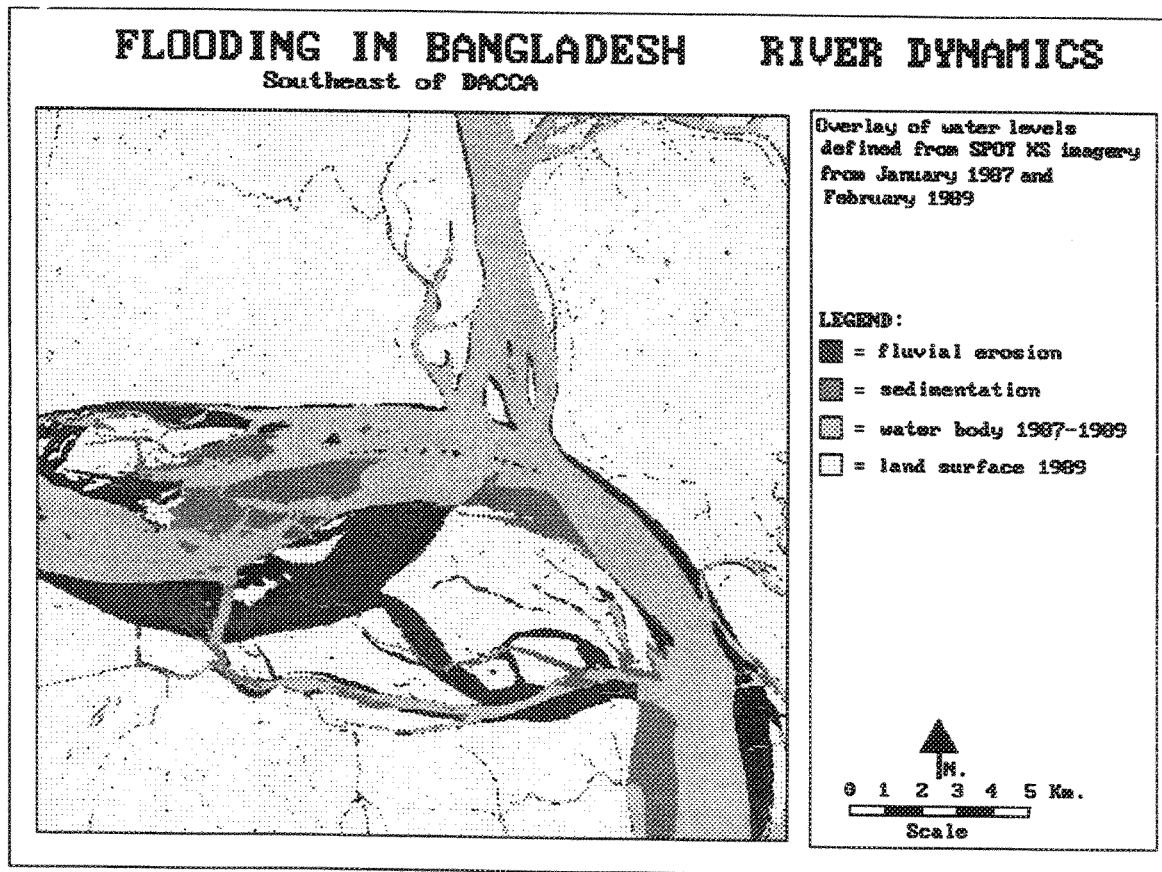 FLOODING IN BANGLADESH RIVER DYNAMICS
Southeast of DACCA
Overlay of water levels
defined from SPOT XS imagery
from January 1987 and
February 1989
LEGEND:
= fluvial erosion
= sedimentation
= water body 1987-1989
= land surface 1989
N.
0 1 2 3 4 5 Km.
Scale